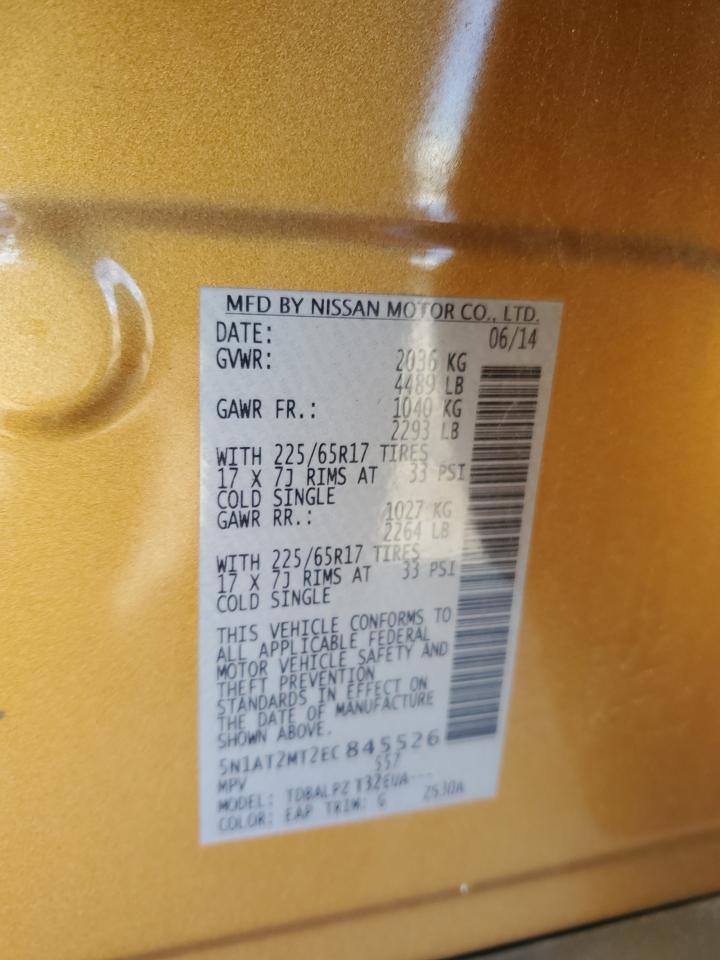 MFD BY NISSAN MOTOR CO., LTD.
DATE: 06/14
GVWR: 2036 KG
4489 LB
GAWR FR.: 1040 KG
2293 LB
WITH 225/65R17 TIRES
17 X 7J RIMS AT 33 PSI
COLD SINGLE
GAWR RR.: 1027 KG
2264 LB
WITH 225/65R17 TIRES
17 X 7J RIMS AT 33 PSI
COLD SINGLE
THIS VEHICLE CONFORMS TO
ALL APPLICABLE FEDERAL
MOTOR VEHICLE SAFETY AND
THEFT PREVENTION
STANDARDS IN EFFECT ON
THE DATE OF MANUFACTURE
SHOWN ABOVE.
5N1AT2MT2EC845526
MPV 557
MODEL: T32EUA---
COLOR: EAP TRIM: G